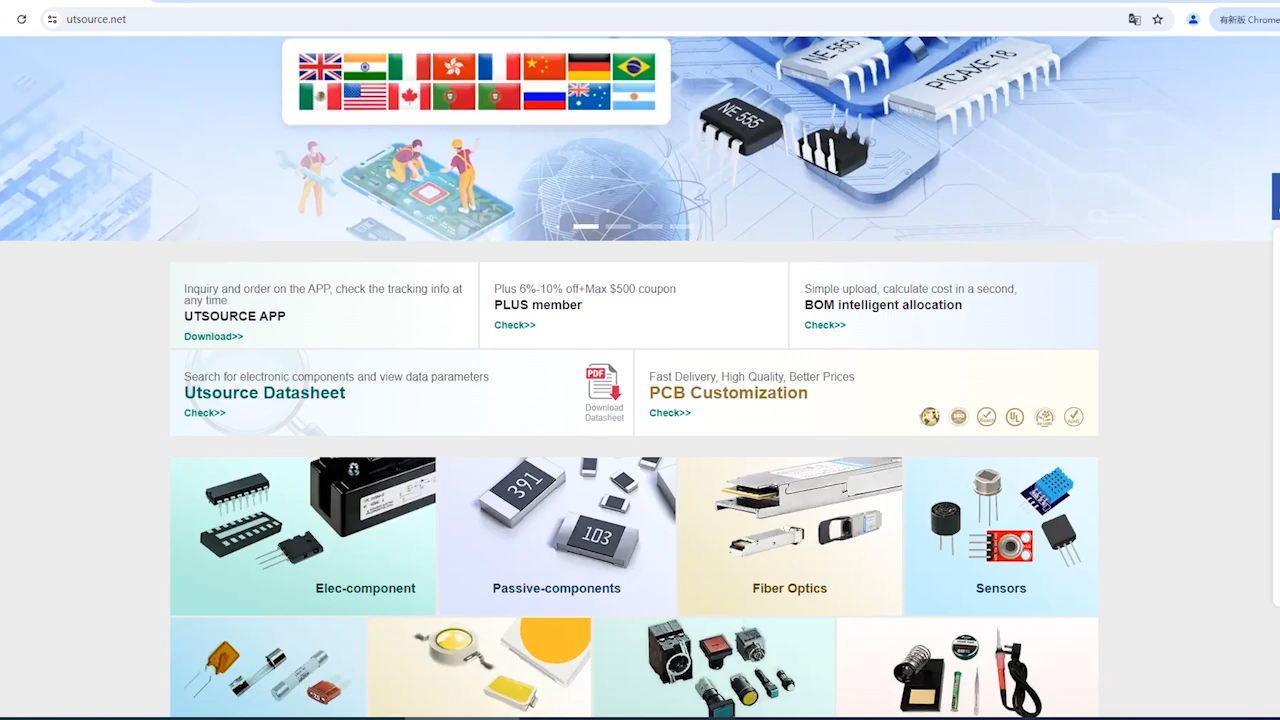 utsource.net
有新版 Chrome
NE 555
PICAXE-18
NE 555
Inquiry and order on the APP, check the tracking info at
any time.
UTSOURCE APP
Download>>
Plus 6%-10% off+Max $500 coupon
PLUS member
Check>>
Simple upload, calculate cost in a second,
BOM intelligent allocation
Check>>
Search for electronic components and view data parameters
Utsource Datasheet
Check>>
PDF
Download
Datasheet
Fast Delivery, High Quality, Better Prices
PCB Customization
Check>>
UL
391
103
Elec-component
Passive-components
Fiber Optics
Sensors